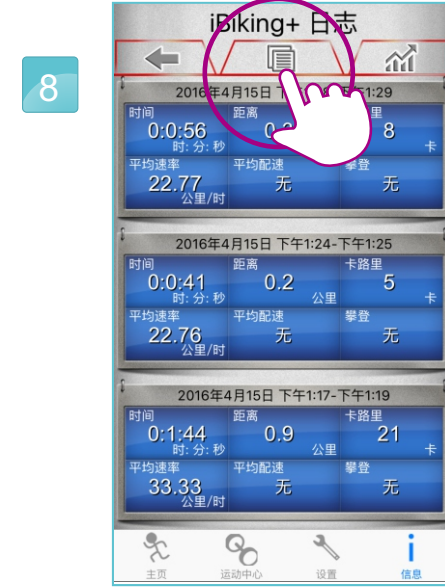 8
iBiking+ 日志
2016年4月15日 下午1:29
时间
0:0:56
时: 分: 秒
距离
卡路里
8
卡
平均速率
22.77
公里/时
平均配速
无
攀登
无
2016年4月15日 下午1:24-下午1:25
时间
0:0:41
时: 分: 秒
距离
0.2
公里
卡路里
5
卡
平均速率
22.76
公里/时
平均配速
无
攀登
无
2016年4月15日 下午1:17-下午1:19
时间
0:1:44
时: 分: 秒
距离
0.9
公里
卡路里
21
卡
平均速率
33.33
公里/时
平均配速
无
攀登
无
主页 运动中心 设置 信息